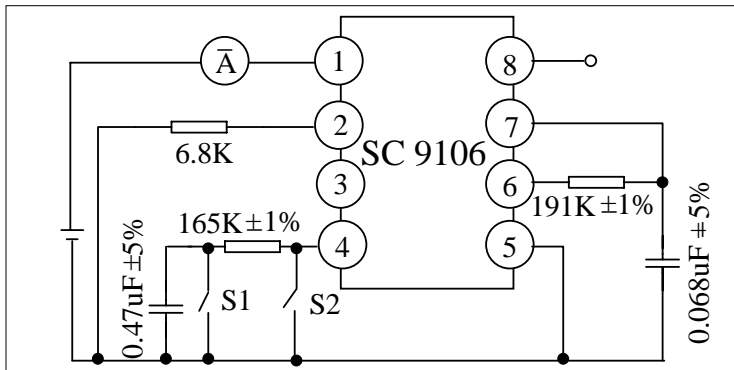 A
1
8
2
7
6.8K
SC 9106
3
6
165K ±1%
191K ±1%
4
5
0.47uF ±5%
S1
S2
0.068uF ±5%